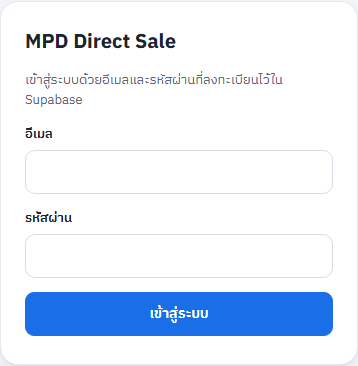 MPD Direct Sale
เข้าสู่ระบบด้วยอีเมลและรหัสผ่านที่ลงทะเบียนไว้ใน
Supabase
อีเมล
รหัสผ่าน
เข้าสู่ระบบ